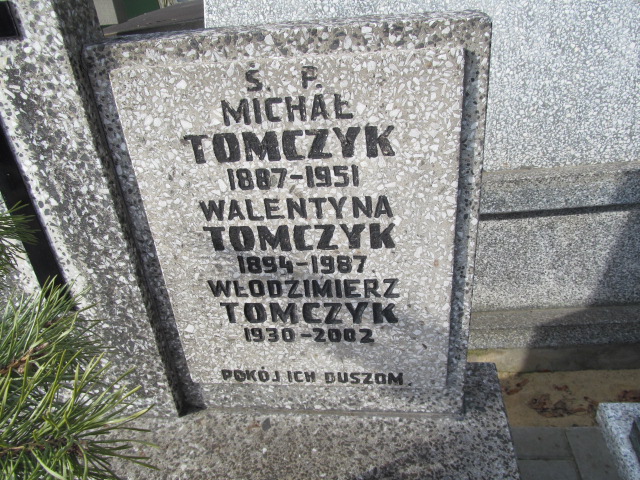 Ś. P.
MICHAŁ
TOMCZYK
1887-1951
WALENTYNA
TOMCZYK
1894-1987
WŁODZIMIERZ
TOMCZYK
1930-2002
POKÓJ ICH DUSZOM.